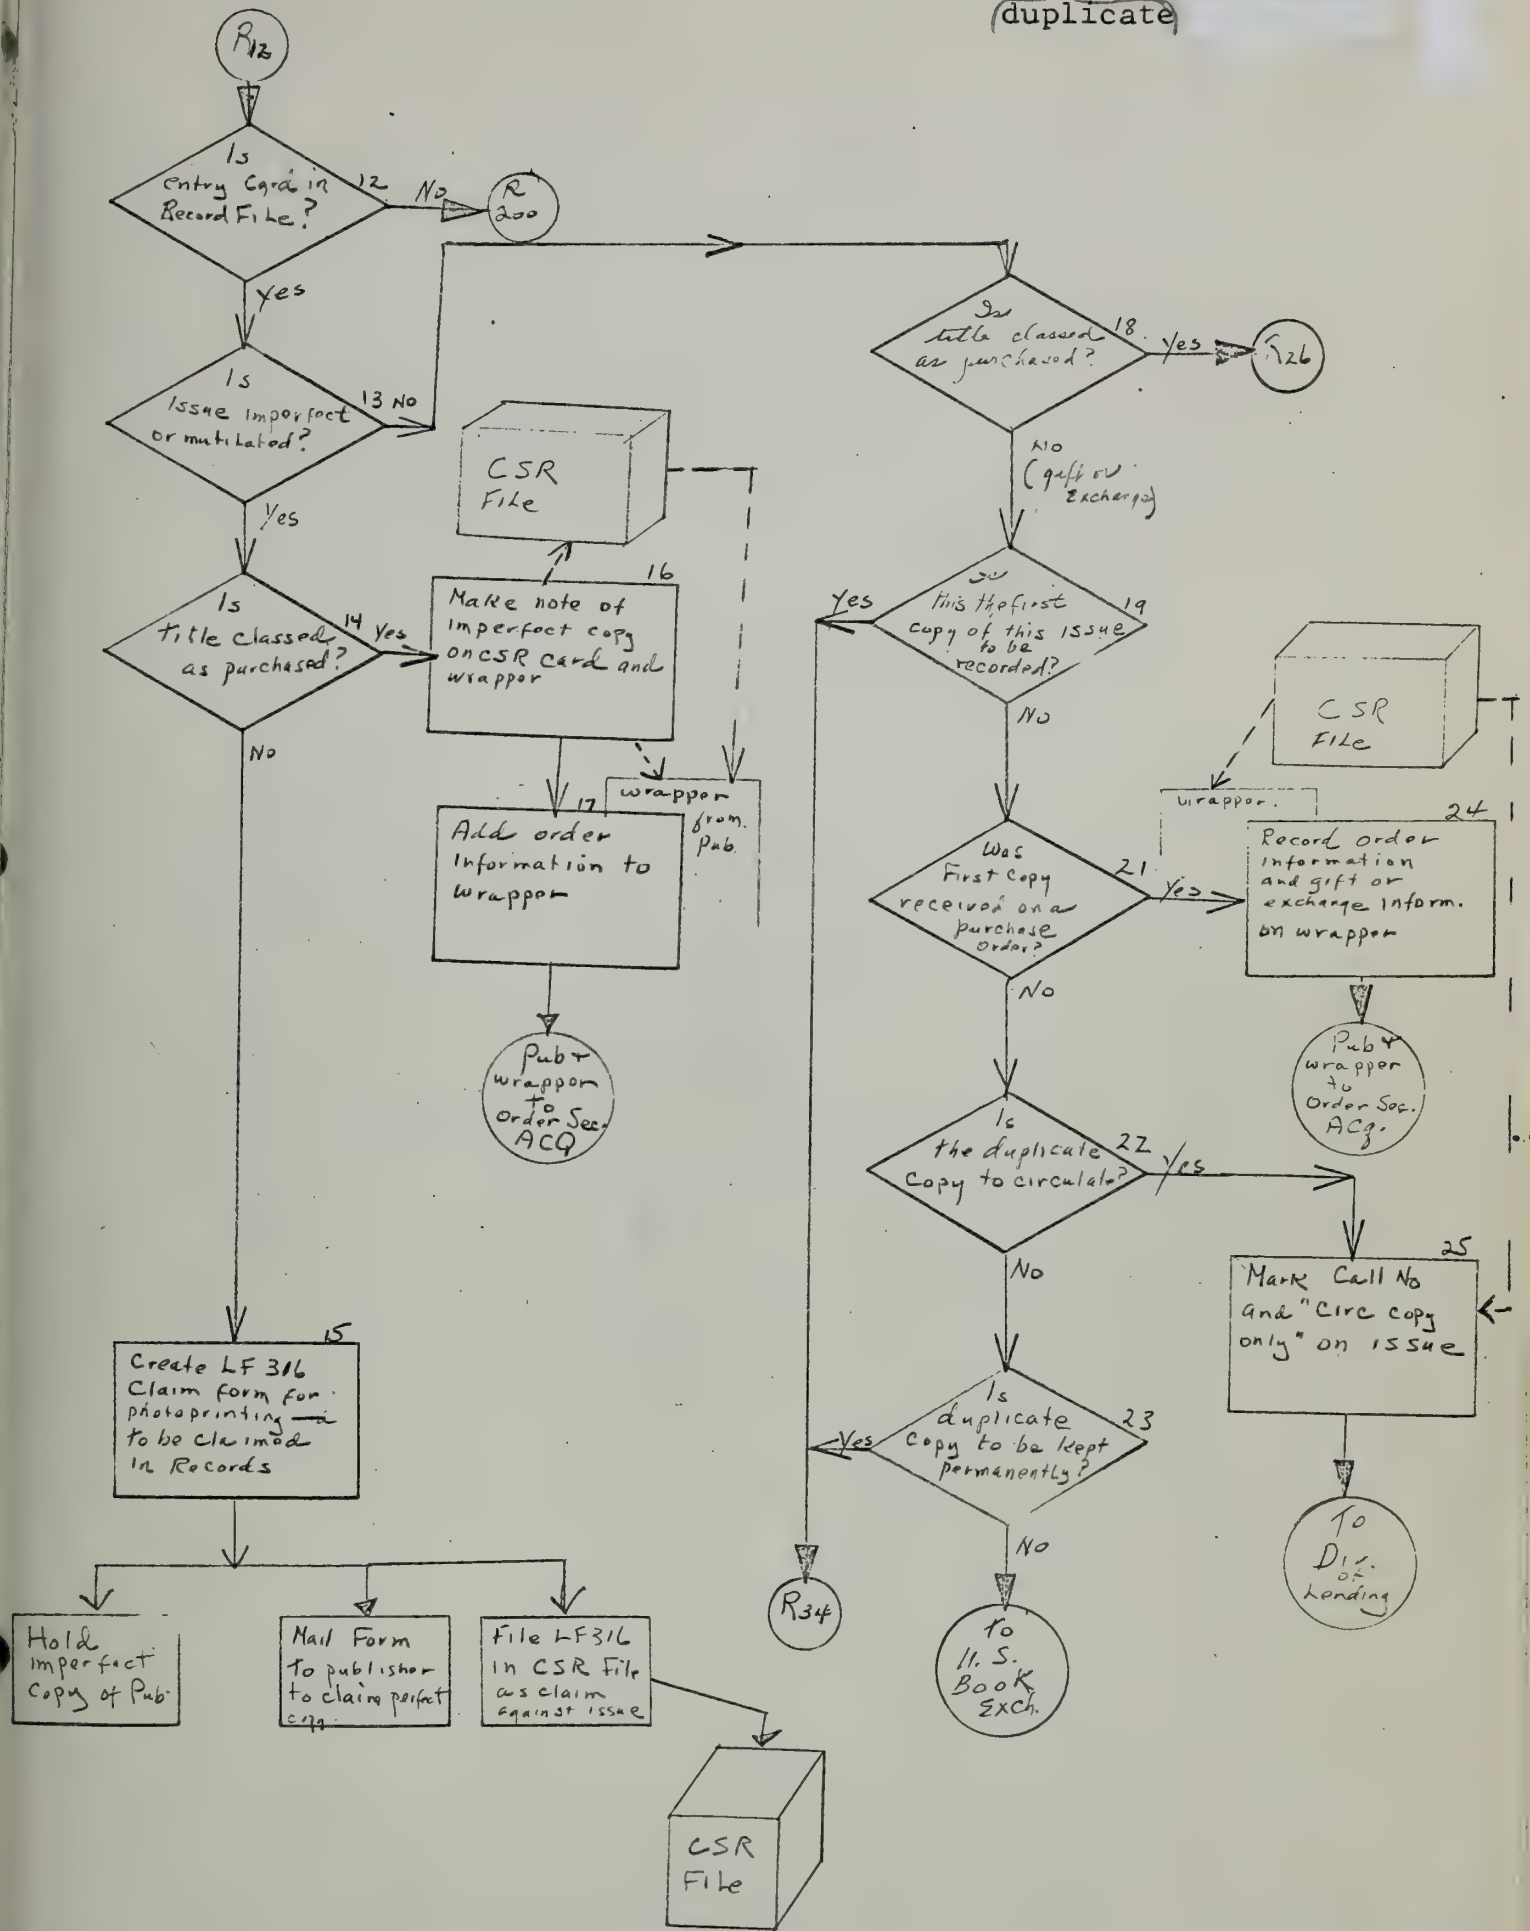 duplicate
R12
Is
entry Card in
Record File?
12
No
R
200
Yes
Is
Issue imperfect
or mutilated?
13
No
Yes
Is
Title classed
as purchased?
14
Yes
No
CSR
File
16
Make note of
imperfect copy
on CSR card and
wrapper
wrapper
from
Pub.
17
Add order
information to
wrapper
Pub +
wrapper
to
Order Sec.
ACQ
15
Create LF 316
Claim form for
photoprinting
to be claimed
in Records
Hold
imperfect
Copy of Pub.
Mail Form
to publisher
to claim perfect
copy.
File LF316
in CSR File
as claim
against issue
CSR
File
Is
title classed
as purchased?
18
Yes
R26
No
(gift or
Exchange)
Is
this the first
copy of this issue
to be
recorded?
19
Yes
No
CSR
File
wrapper.
Was
First Copy
received on a
purchase
order?
21
Yes
No
24
Record order
information
and gift or
exchange inform.
on wrapper
Pub +
wrapper
to
Order Sec.
Acq.
Is
the duplicate
copy to circulate?
22
Yes
No
25
Mark Call No
and "Circ copy
only" on issue
To
Div.
of
Lending
Is
duplicate
copy to be kept
permanently?
23
Yes
No
R34
To
U. S.
Book
Exch.